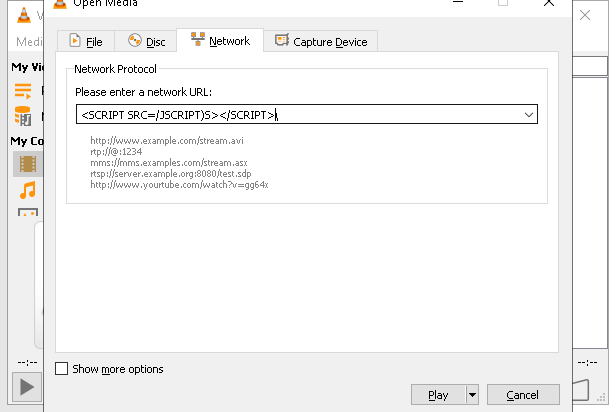 Open Media
V
Medi
File
Disc
Network
Capture Device
My Vi
Network Protocol
Please enter a network URL:
<SCRIPT SRC=/JSCRIPT)S></SCRIPT>\
http://www.example.com/stream.avi
rtp://@:1234
mms://mms.examples.com/stream.asx
rtsp://server.example.org:8080/test.sdp
http://www.yourtube.com/watch?v=gg64x
My Co
--:--
--:--
Show more options
Play
Cancel